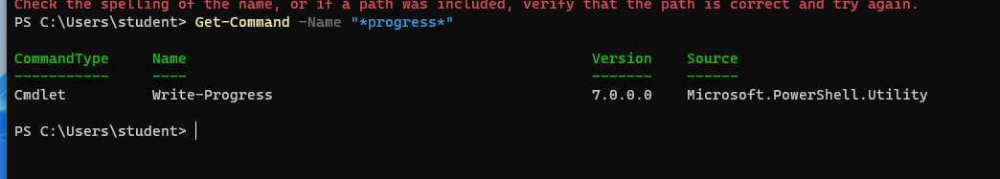 Check the spelling of the name, or if a path was included, verify that the path is correct and try again.
PS C:\Users\student> Get-Command -Name "*progress*"
CommandType     Name                                               Version    Source
-----------     ----                                               -------    ------
Cmdlet          Write-Progress                                     7.0.0.0    Microsoft.PowerShell.Utility
PS C:\Users\student>